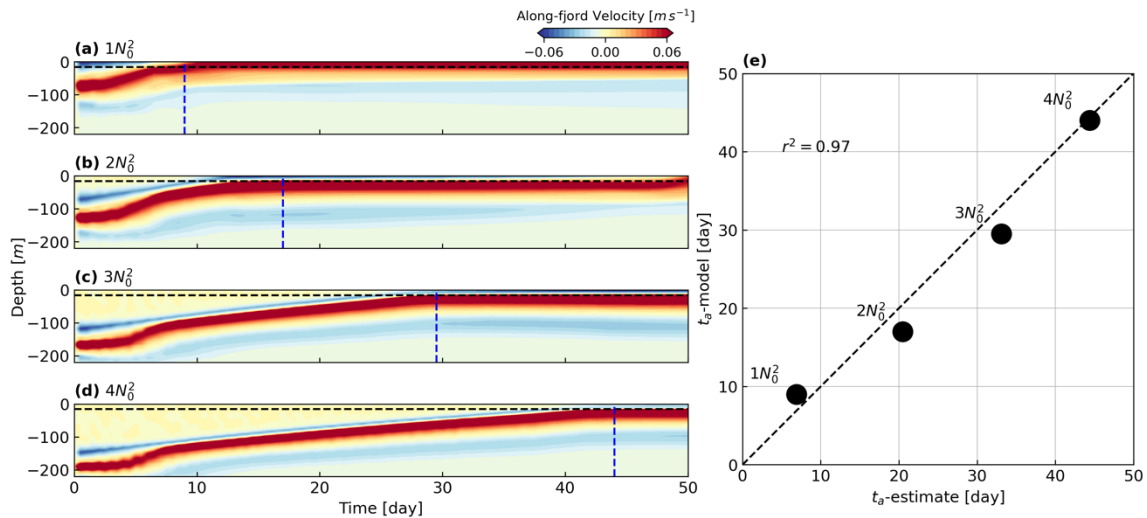 Along-fjord Velocity [m s⁻¹]
−0.06 0.00 0.06
(a) 1N₀²
0
−100
−200
(b) 2N₀²
0
−100
−200
(c) 3N₀²
0
−100
−200
(d) 4N₀²
0
−100
−200
0 10 20 30 40 50
Time [day]
Depth [m]
(e)
50
40
30
20
10
0
tₐ-model [day]
r² = 0.97
4N₀²
3N₀²
2N₀²
1N₀²
0 10 20 30 40 50
tₐ-estimate [day]